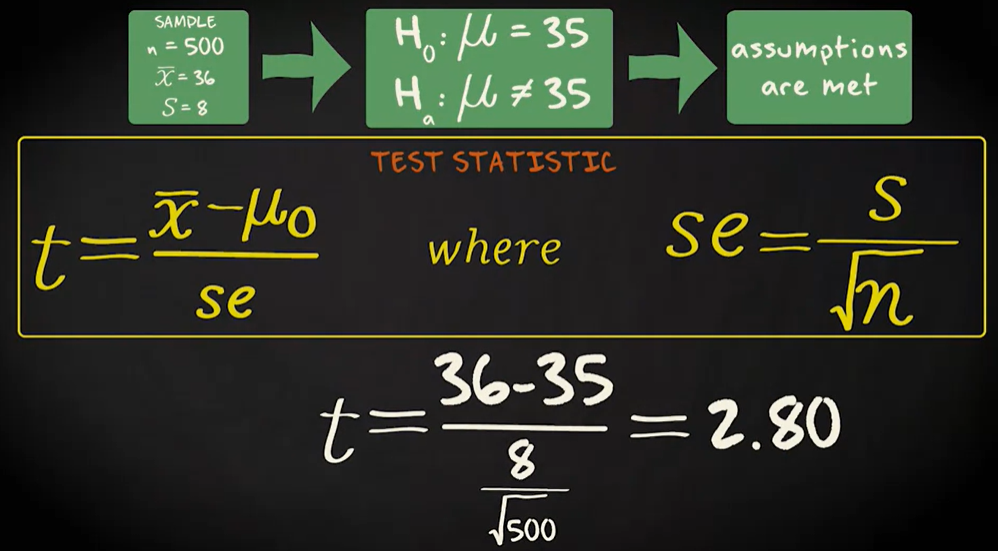 SAMPLE
n = 500
x̄ = 36
S = 8
H₀: μ = 35
Hₐ: μ ≠ 35
assumptions
are met
TEST STATISTIC
t = (x̄ − μ₀) / se where se = s / √n
t = (36-35) / (8 / √500) = 2.80